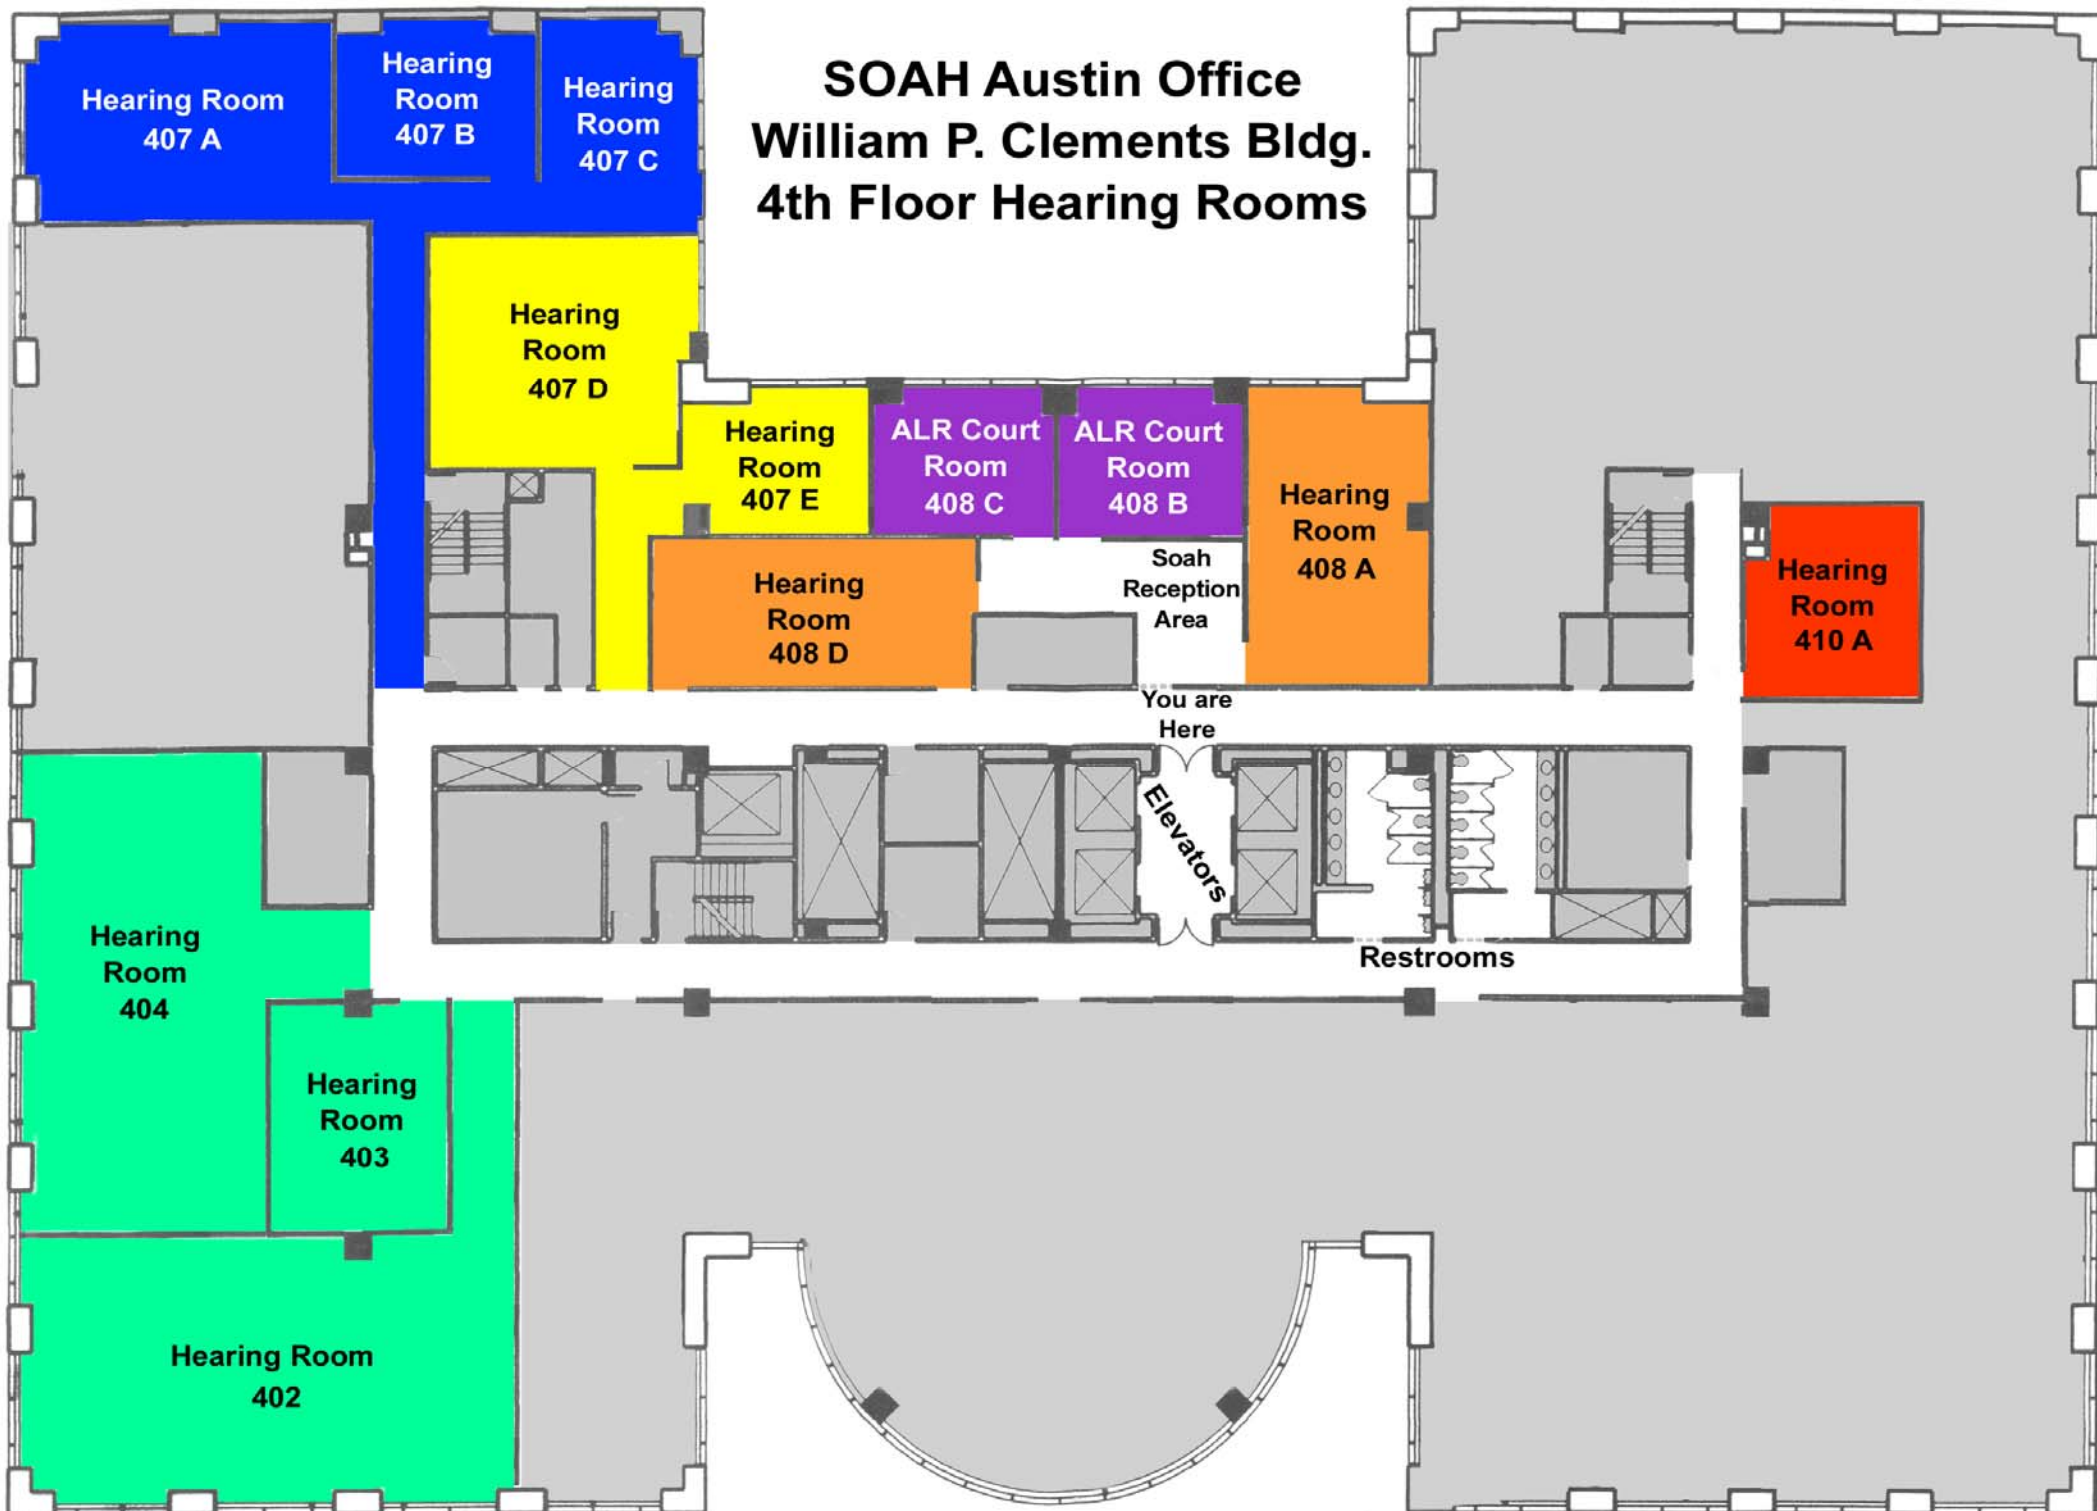 SOAH Austin Office
William P. Clements Bldg.
4th Floor Hearing Rooms
Hearing Room
407 A
Hearing
Room
407 B
Hearing
Room
407 C
Hearing
Room
407 D
Hearing
Room
407 E
ALR Court
Room
408 C
ALR Court
Room
408 B
Hearing
Room
408 A
Hearing
Room
408 D
Soah
Reception
Area
Hearing
Room
410 A
You are
Here
Elevators
Restrooms
Hearing
Room
404
Hearing
Room
403
Hearing Room
402